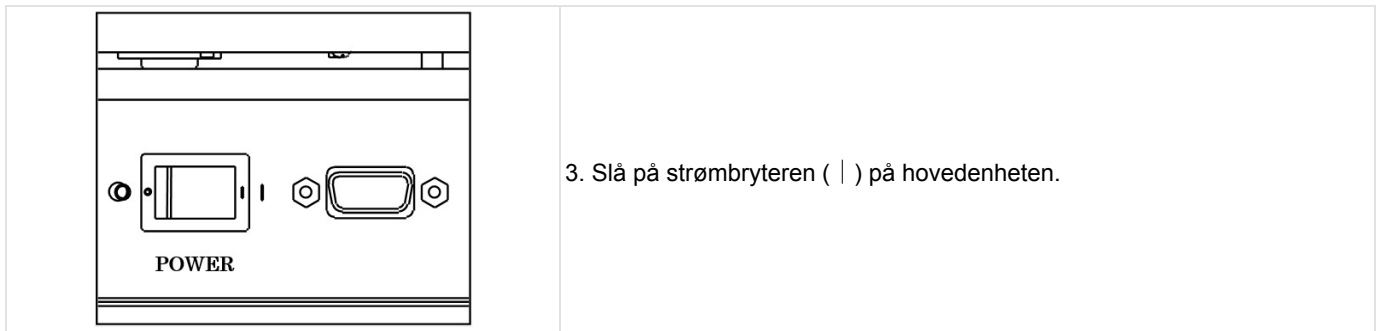 3. Slå på strømbryteren (｜) på hovedenheten.
POWER